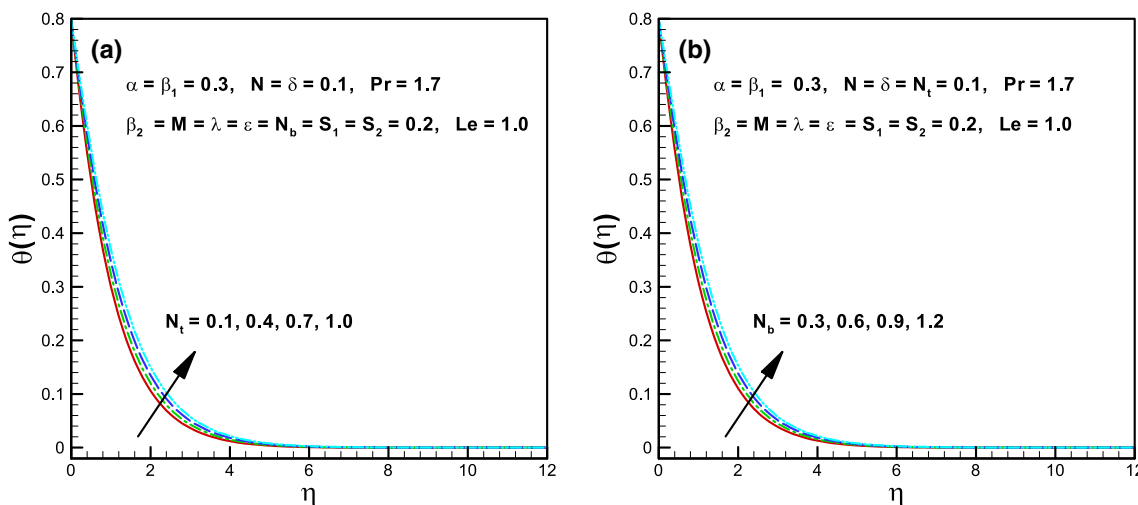 (a)
α = β₁ = 0.3, N = δ = 0.1, Pr = 1.7
β₂ = M = λ = ε = N_b = S₁ = S₂ = 0.2, Le = 1.0
N_t = 0.1, 0.4, 0.7, 1.0
θ(η)
0.8
0.7
0.6
0.5
0.4
0.3
0.2
0.1
0
0 2 4 6 8 10 12
η
(b)
α = β₁ = 0.3, N = δ = N_t = 0.1, Pr = 1.7
β₂ = M = λ = ε = S₁ = S₂ = 0.2, Le = 1.0
N_b = 0.3, 0.6, 0.9, 1.2
θ(η)
0.8
0.7
0.6
0.5
0.4
0.3
0.2
0.1
0
0 2 4 6 8 10 12
η